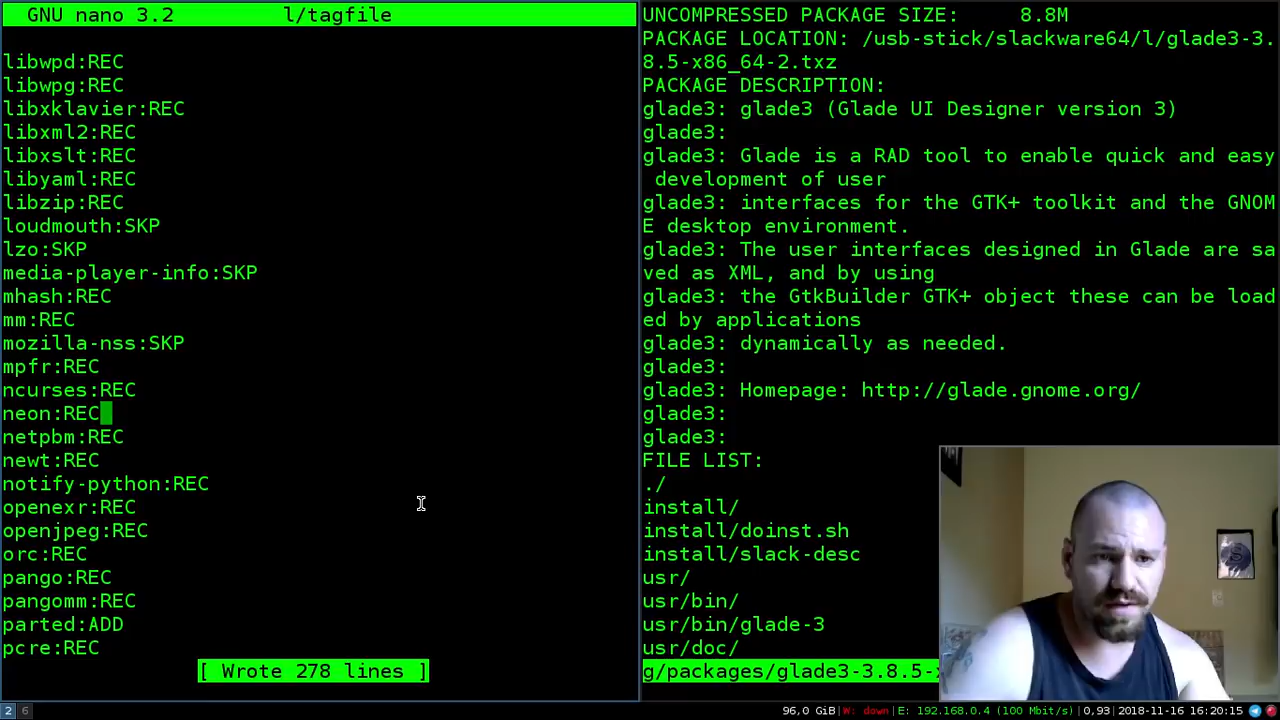 GNU nano 3.2 l/tagfile
libwpd:REC
libwpg:REC
libxklavier:REC
libxml2:REC
libxslt:REC
libyaml:REC
libzip:REC
loudmouth:SKP
lzo:SKP
media-player-info:SKP
mhash:REC
mm:REC
mozilla-nss:SKP
mpfr:REC
ncurses:REC
neon:REC
netpbm:REC
newt:REC
notify-python:REC
openexr:REC
openjpeg:REC
orc:REC
pango:REC
pangomm:REC
parted:ADD
pcre:REC
[ Wrote 278 lines ]
UNCOMPRESSED PACKAGE SIZE: 8.8M
PACKAGE LOCATION: /usb-stick/slackware64/l/glade3-3.
8.5-x86_64-2.txz
PACKAGE DESCRIPTION:
glade3: glade3 (Glade UI Designer version 3)
glade3:
glade3: Glade is a RAD tool to enable quick and easy
development of user
glade3: interfaces for the GTK+ toolkit and the GNOM
E desktop environment.
glade3: The user interfaces designed in Glade are sa
ved as XML, and by using
glade3: the GtkBuilder GTK+ object these can be load
ed by applications
glade3: dynamically as needed.
glade3:
glade3: Homepage: http://glade.gnome.org/
glade3:
glade3:
FILE LIST:
./
install/
install/doinst.sh
install/slack-desc
usr/
usr/bin/
usr/bin/glade-3
usr/doc/
g/packages/glade3-3.8.5-x
2 6 96,0 GiB|W: down|E: 192.168.0.4 (100 Mbit/s)|0,93|2018-11-16 16:20:15